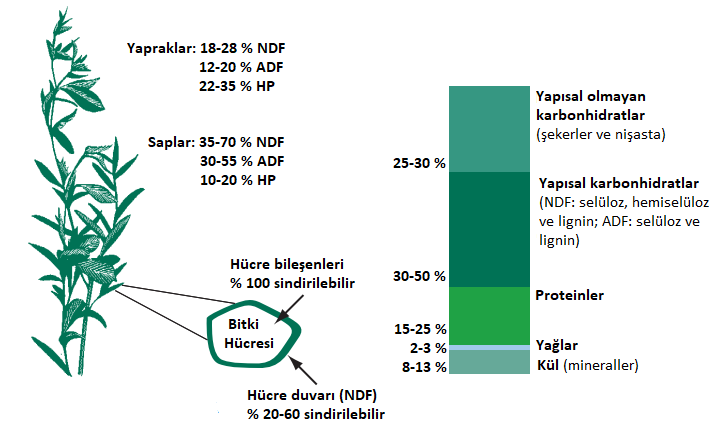 Yapraklar: 18-28 % NDF
12-20 % ADF
22-35 % HP
Saplar: 35-70 % NDF
30-55 % ADF
10-20 % HP
Hücre bileşenleri
% 100 sindirilebilir
Bitki
Hücresi
Hücre duvarı (NDF)
% 20-60 sindirilebilir
Yapısal olmayan
karbonhidratlar
(şekerler ve nişasta)
25-30 %
Yapısal karbonhidratlar
(NDF: selüloz, hemiselüloz
ve lignin; ADF: selüloz ve
lignin)
30-50 %
Proteinler
15-25 %
Yağlar
2-3 %
Kül (mineraller)
8-13 %